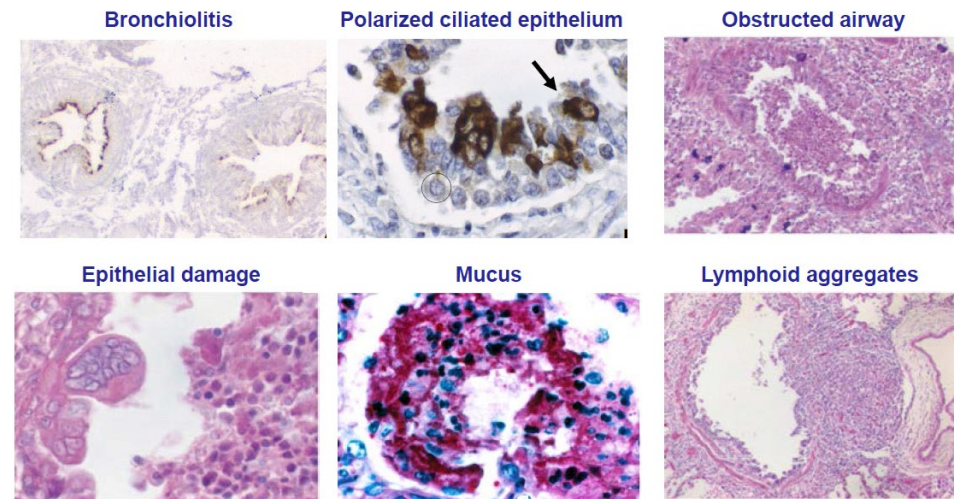 Bronchiolitis
Polarized ciliated epithelium
Obstructed airway
Epithelial damage
Mucus
Lymphoid aggregates